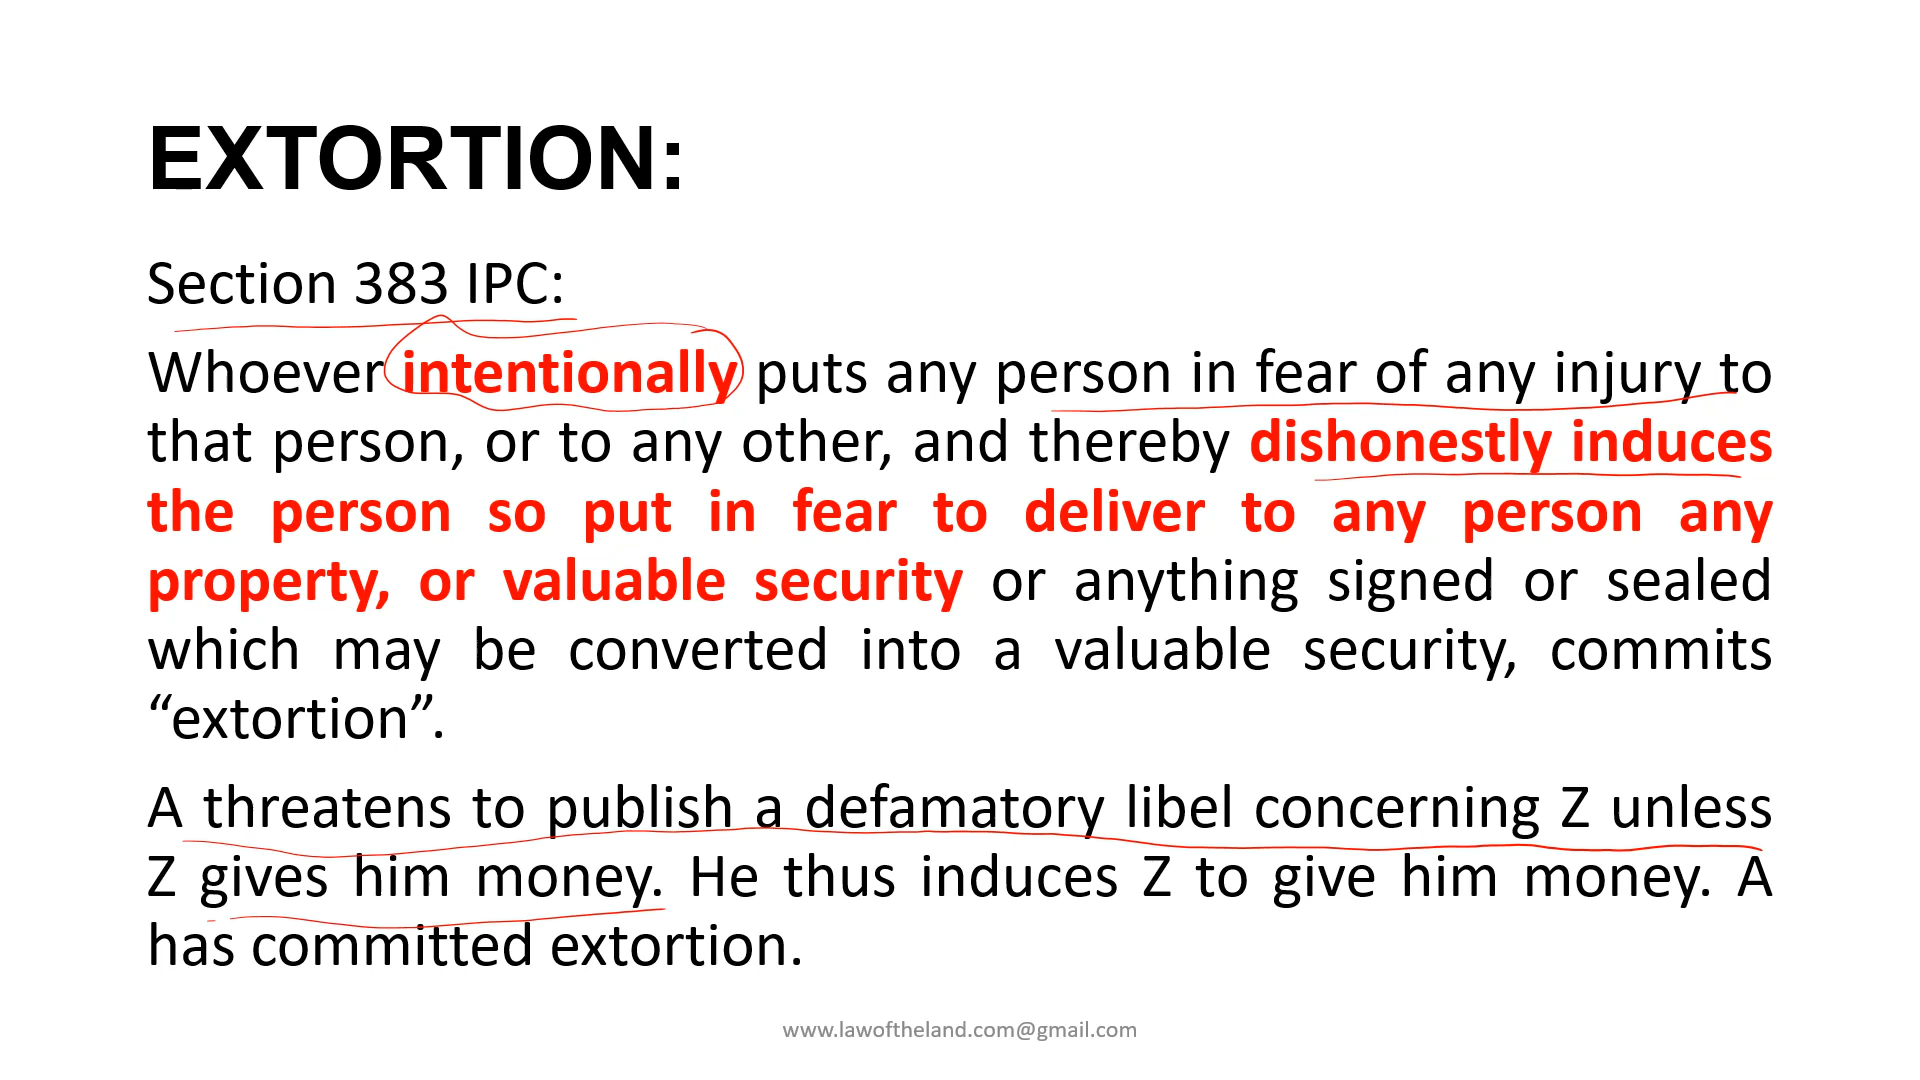 EXTORTION:
Section 383 IPC:
Whoever intentionally puts any person in fear of any injury to
that person, or to any other, and thereby dishonestly induces
the person so put in fear to deliver to any person any
property, or valuable security or anything signed or sealed
which may be converted into a valuable security, commits
“extortion”.
A threatens to publish a defamatory libel concerning Z unless
Z gives him money. He thus induces Z to give him money. A
has committed extortion.
www.lawoftheland.com@gmail.com